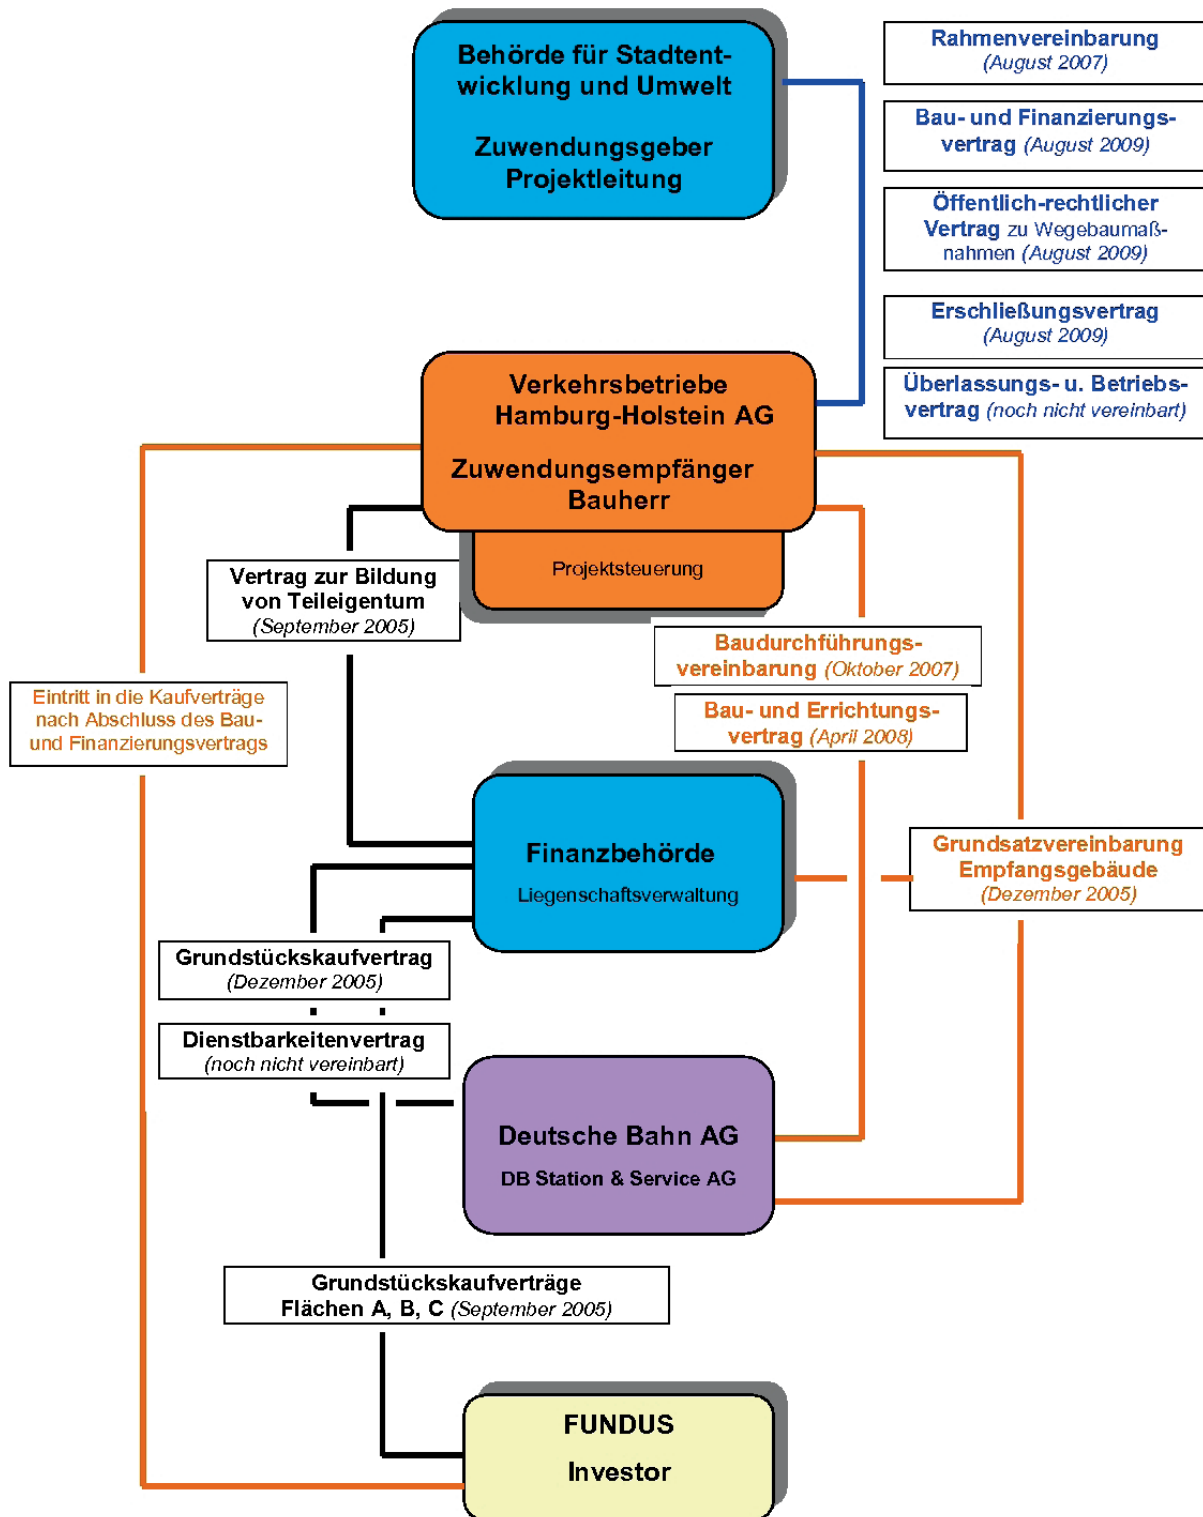 Behörde für Stadtent-
wicklung und Umwelt
Zuwendungsgeber
Projektleitung
Rahmenvereinbarung
(August 2007)
Bau- und Finanzierungs-
vertrag (August 2009)
Öffentlich-rechtlicher
Vertrag zu Wegebaumaß-
nahmen (August 2009)
Erschließungsvertrag
(August 2009)
Überlassungs- u. Betriebs-
vertrag (noch nicht vereinbart)
Verkehrsbetriebe
Hamburg-Holstein AG
Zuwendungsempfänger
Bauherr
Projektsteuerung
Vertrag zur Bildung
von Teileigentum
(September 2005)
Baudurchführungs-
vereinbarung (Oktober 2007)
Bau- und Errichtungs-
vertrag (April 2008)
Eintritt in die Kaufverträge
nach Abschluss des Bau-
und Finanzierungsvertrags
Finanzbehörde
Liegenschaftsverwaltung
Grundsatzvereinbarung
Empfangsgebäude
(Dezember 2005)
Grundstückskaufvertrag
(Dezember 2005)
Dienstbarkeitenvertrag
(noch nicht vereinbart)
Deutsche Bahn AG
DB Station & Service AG
Grundstückskaufverträge
Flächen A, B, C (September 2005)
FUNDUS
Investor